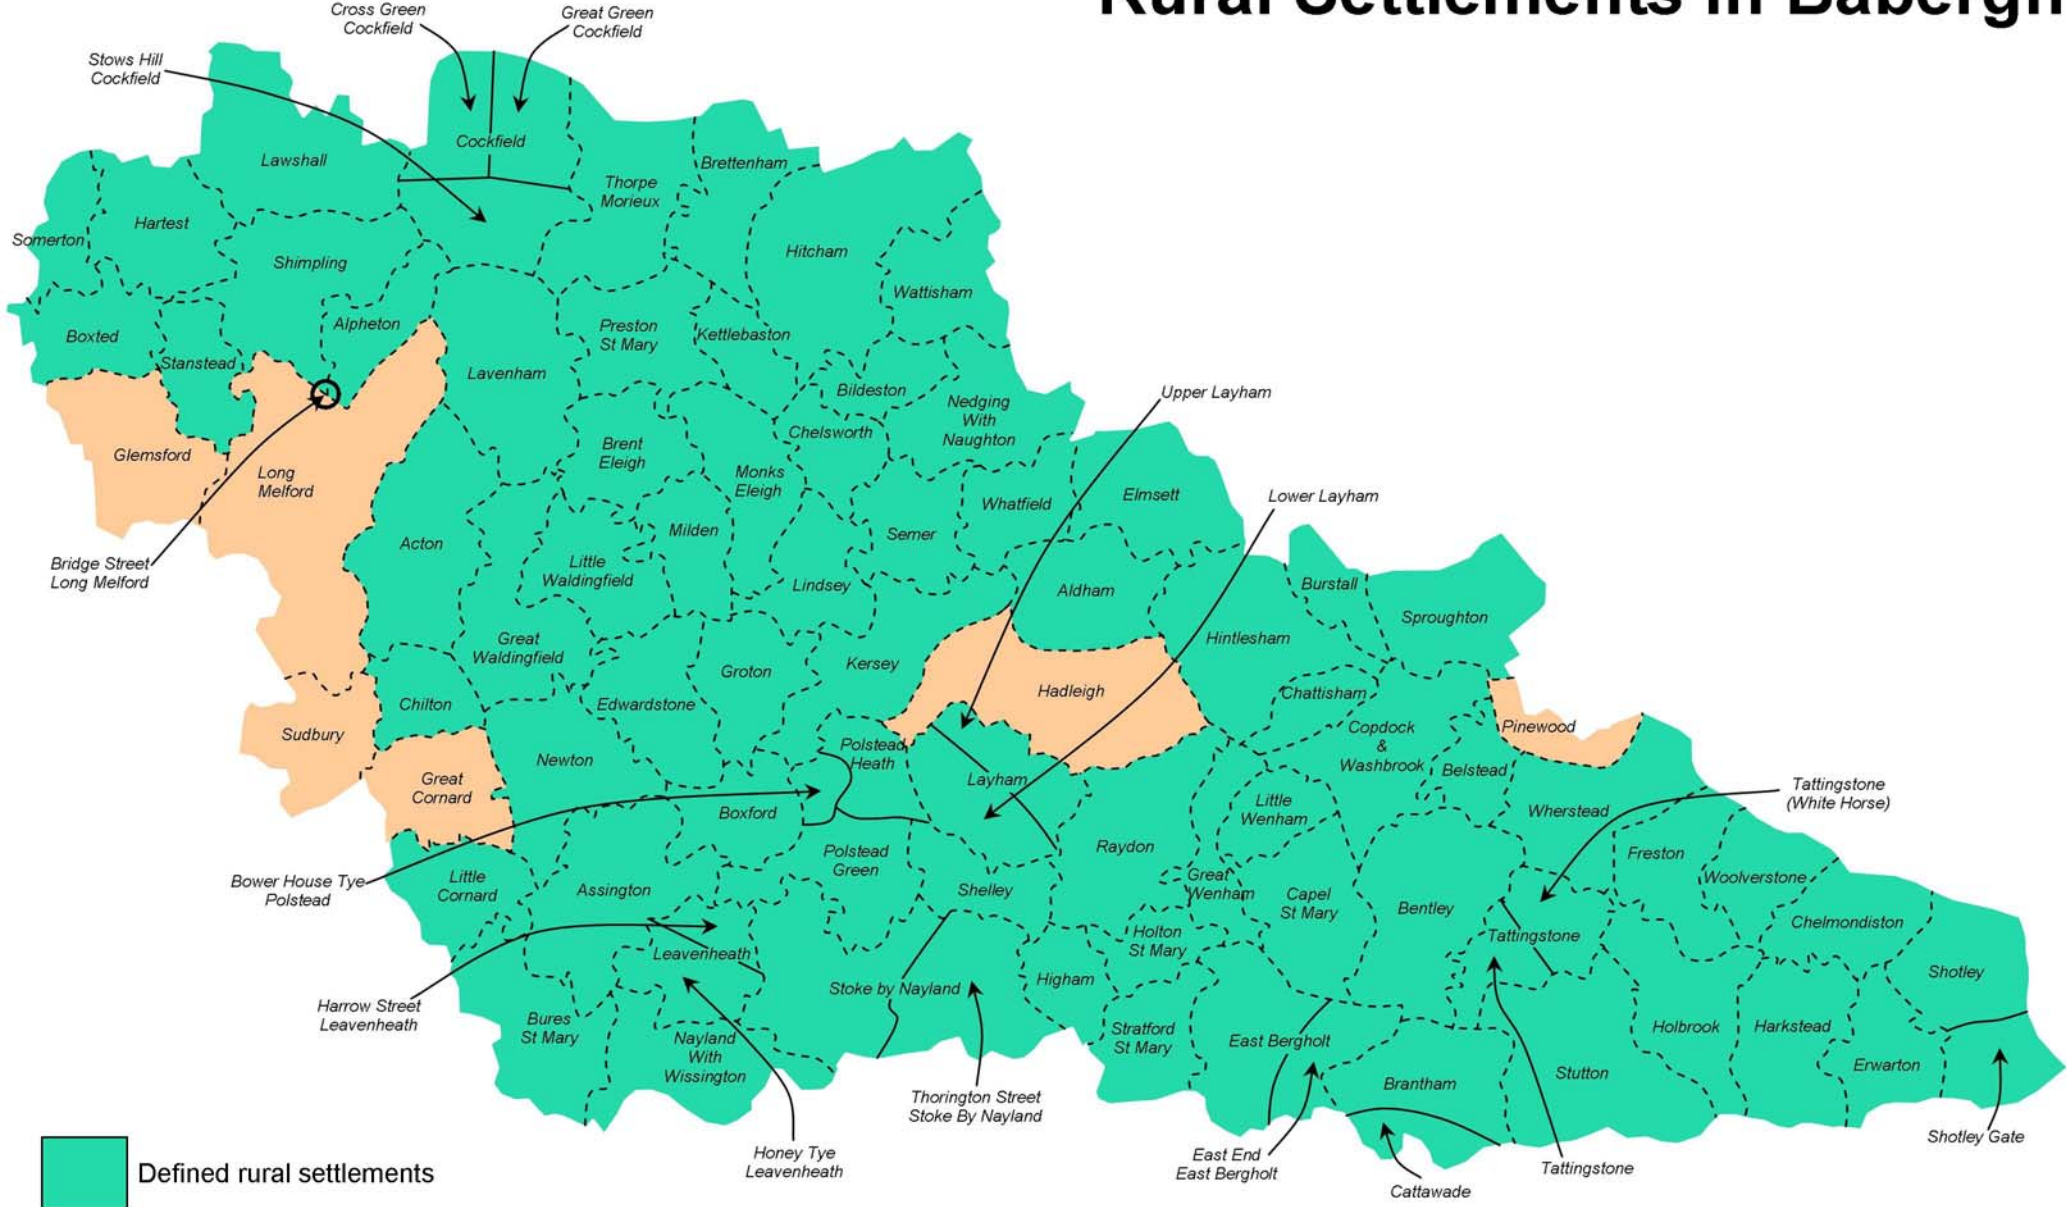 Rural Settlements in Babergh
Cross Green
Cockfield
Great Green
Cockfield
Stows Hill
Cockfield
Cockfield
Lawshall
Brettenham
Thorpe
Morieux
Hartest
Somerton
Hitcham
Shimpling
Wattisham
Alpheton
Boxted
Preston
St Mary
Kettlebaston
Stanstead
Lavenham
Bildeston
Upper Layham
Nedging
With
Naughton
Chelsworth
Brent
Eleigh
Glemsford
Long
Melford
Monks
Eleigh
Whatfield
Elmsett
Lower Layham
Milden
Semer
Acton
Bridge Street
Long Melford
Little
Waldingfield
Lindsey
Aldham
Burstall
Sproughton
Great
Waldingfield
Hintlesham
Groton
Kersey
Hadleigh
Chattisham
Chilton
Edwardstone
Sudbury
Copdock
&
Washbrook
Pinewood
Polstead
Heath
Newton
Belstead
Great
Cornard
Layham
Tattingstone
(White Horse)
Little
Wenham
Boxford
Wherstead
Raydon
Freston
Polstead
Green
Bower House Tye
Polstead
Little
Cornard
Assington
Shelley
Great
Wenham
Capel
St Mary
Woolverstone
Bentley
Chelmondiston
Tattingstone
Holton
St Mary
Leavenheath
Shotley
Higham
Stoke by Nayland
Harrow Street
Leavenheath
Bures
St Mary
Nayland
With
Wissington
Stratford
St Mary
East Bergholt
Holbrook
Harkstead
Erwarton
Stutton
Brantham
Thorington Street
Stoke By Nayland
Shotley Gate
Honey Tye
Leavenheath
East End
East Bergholt
Tattingstone
Cattawade
Defined rural settlements